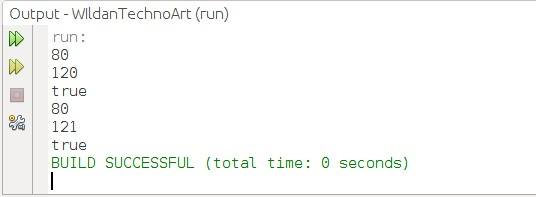 Output - WIldanTechnoArt (run)
run:
80
120
true
80
121
true
BUILD SUCCESSFUL (total time: 0 seconds)